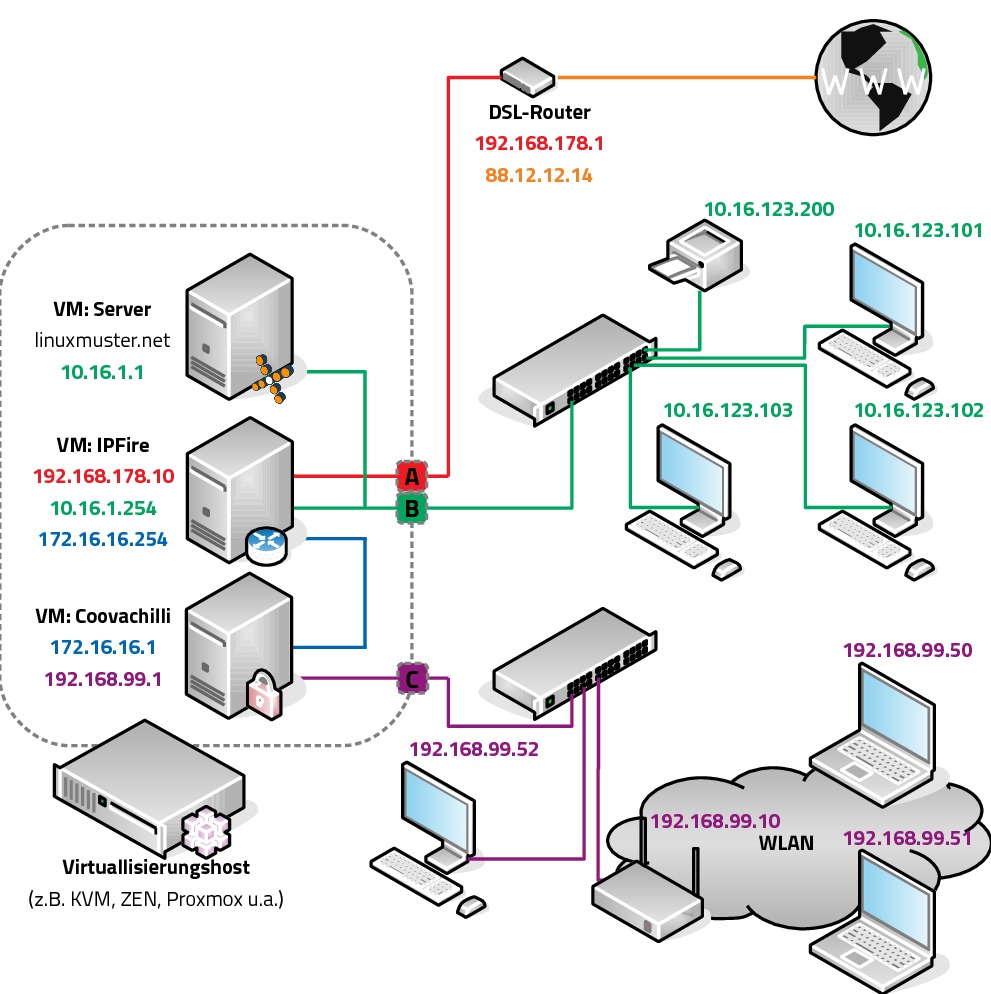 WWW
DSL-Router
192.168.178.1
88.12.12.14
10.16.123.200
10.16.123.101
VM: Server
linuxmuster.net
10.16.1.1
10.16.123.103
10.16.123.102
VM: IPFire
192.168.178.10
10.16.1.254
172.16.16.254
A
B
VM: Coovachilli
172.16.16.1
192.168.99.1
C
192.168.99.50
192.168.99.52
192.168.99.10
WLAN
192.168.99.51
Virtuallisierungshost
(z.B. KVM, ZEN, Proxmox u.a.)